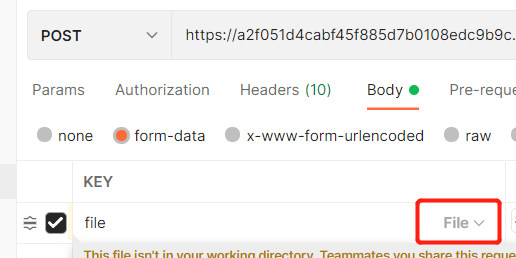 POST https://a2f051d4cabf45f885d7b0108edc9b9c.
Params Authorization Headers (10) Body Pre-reque
none form-data x-www-form-urlencoded raw
KEY
file File
This file isn't in your working directory. Teammates you share this reque